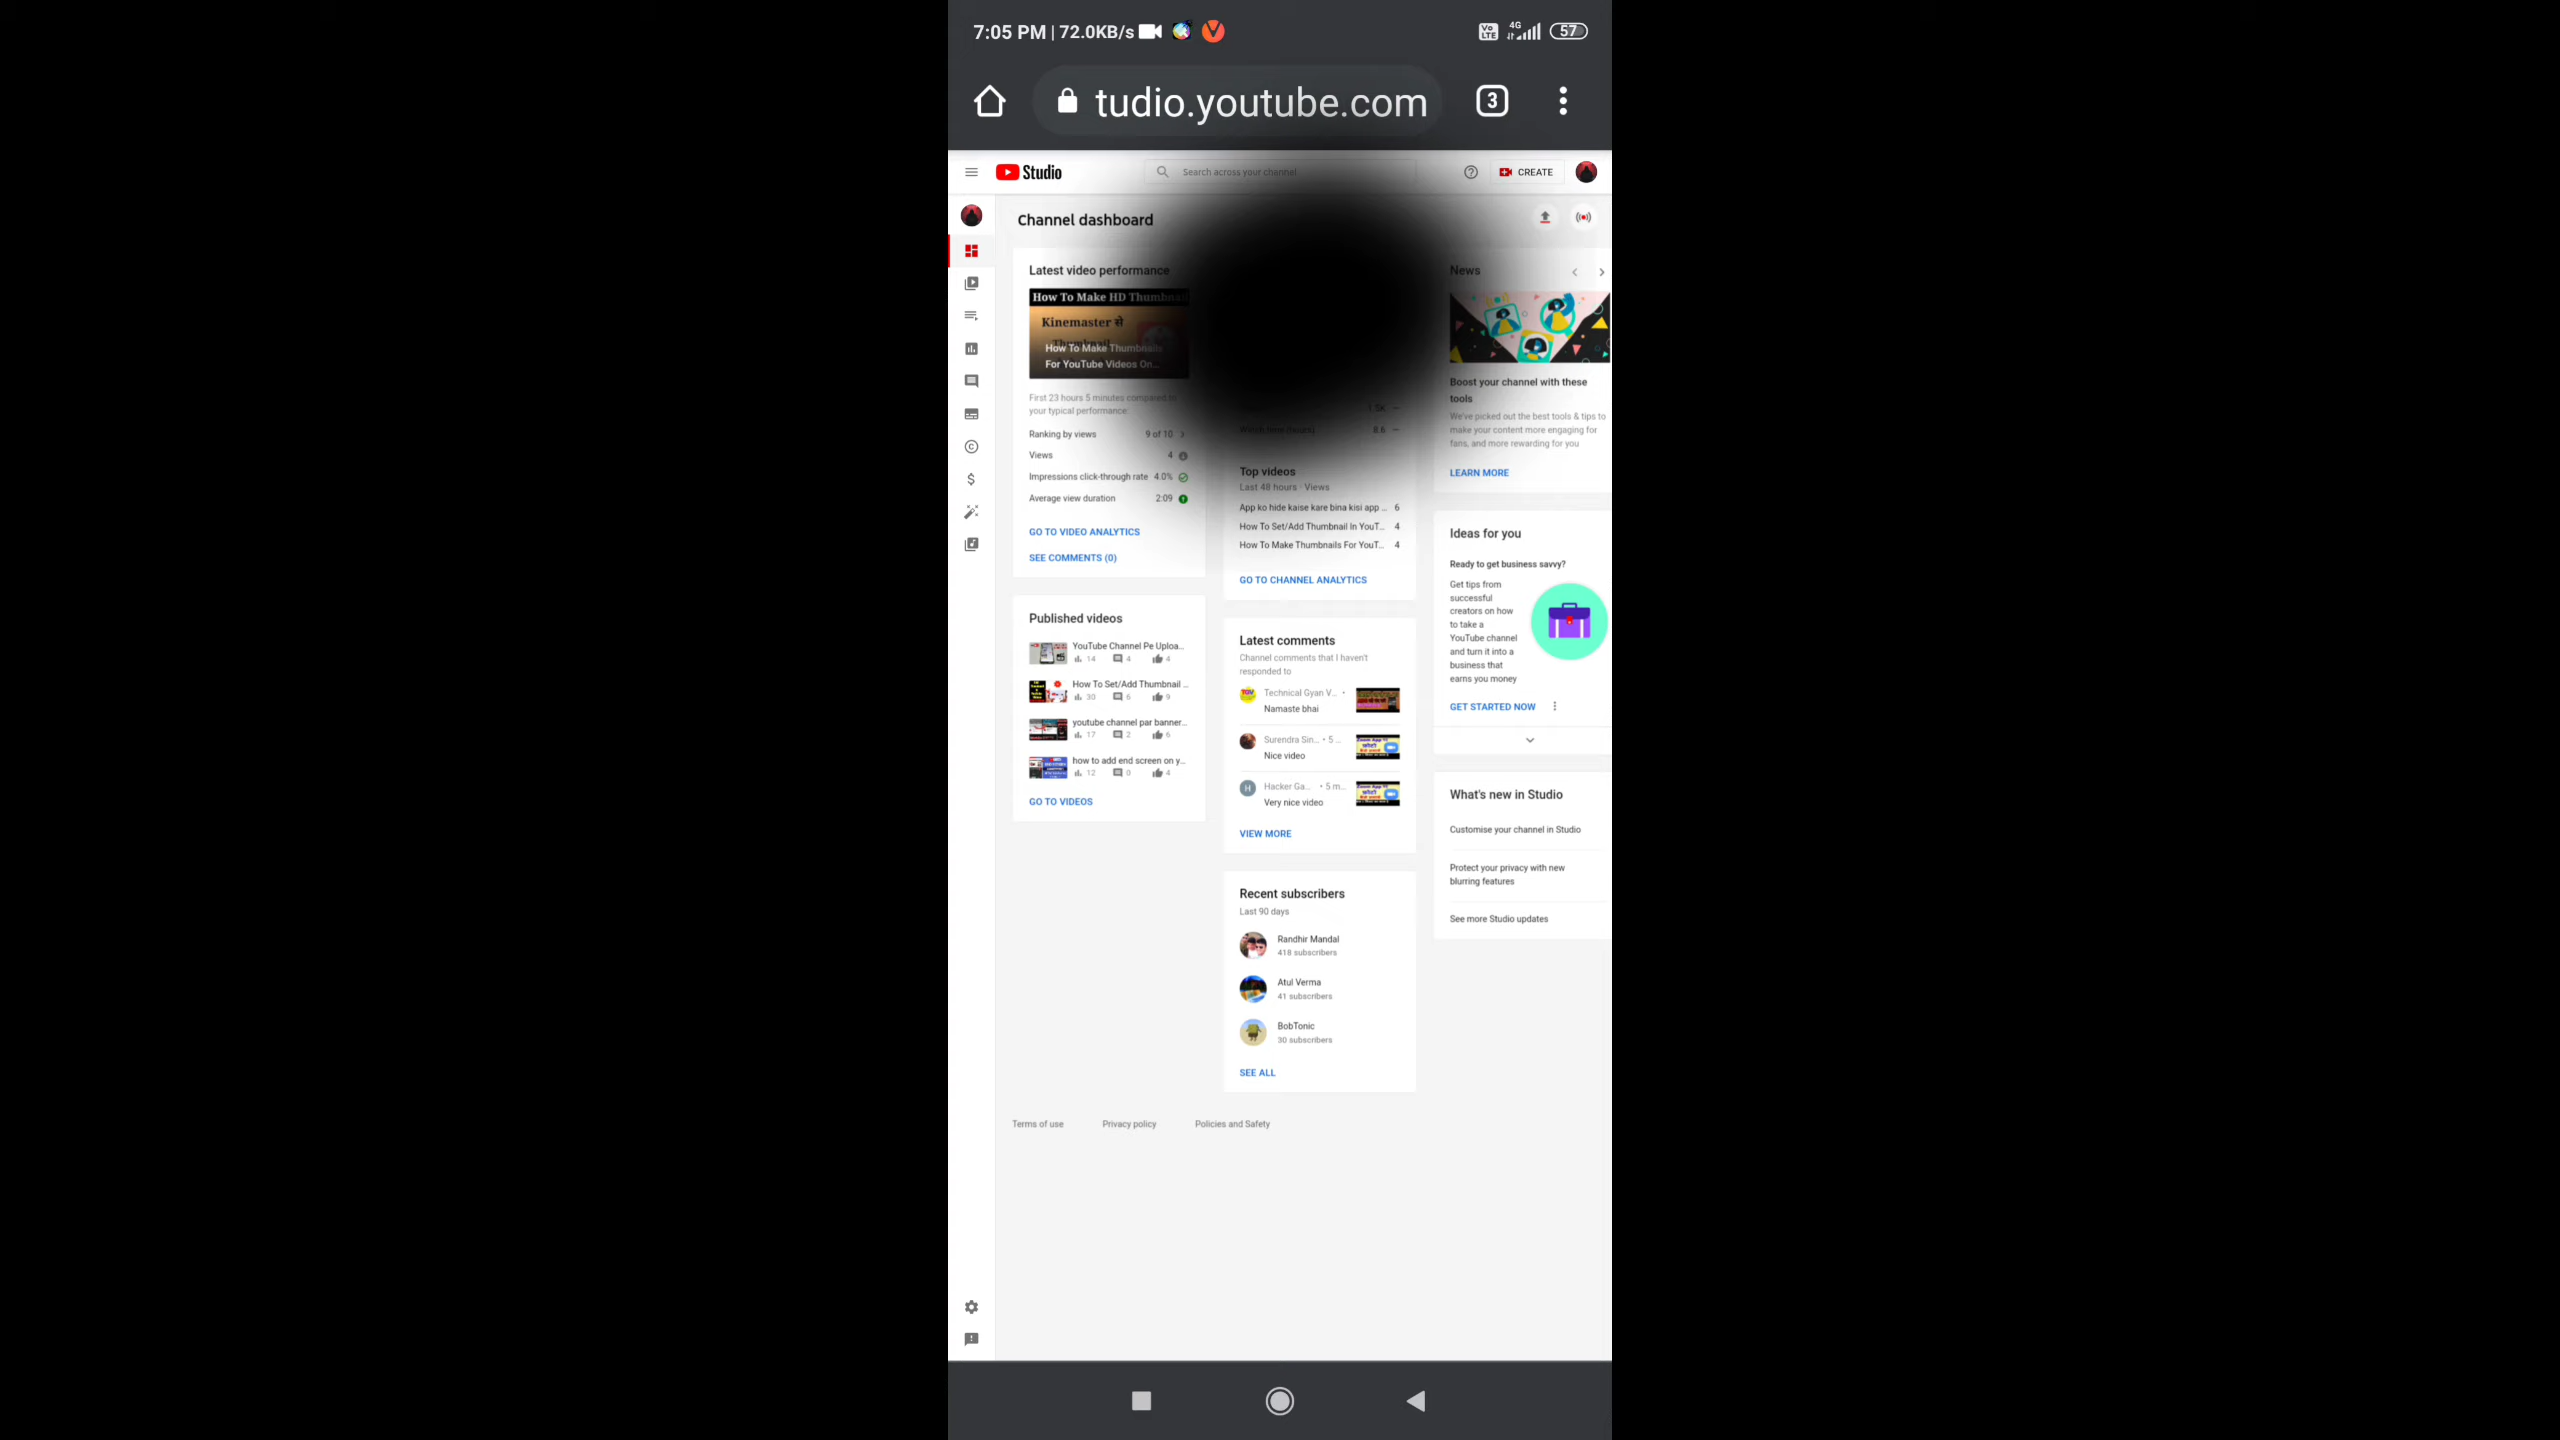 7:05 PM | 72.0KB/s
Vo LTE 4G 57
tudio.youtube.com
3
Studio
Search across your channel
CREATE
Channel dashboard
Latest video performance
How To Make HD Thumbnail
Kinemaster से
Thumbnail
How To Make Thumbnails
For YouTube Videos On...
First 23 hours 5 minutes compared to
your typical performance:
Ranking by views 9 of 10
Views 4
Impressions click-through rate 4.0%
Average view duration 2:09
GO TO VIDEO ANALYTICS
SEE COMMENTS (0)
Published videos
YouTube Channel Pe Uploa...
14 4 4
How To Set/Add Thumbnail ...
30 6 9
youtube channel par banner...
17 2 6
how to add end screen on y...
12 0 4
GO TO VIDEOS
1.5K —
Watch time (hours) 8.6 —
Top videos
Last 48 hours · Views
App ko hide kaise kare bina kisi app ... 6
How To Set/Add Thumbnail In YouT... 4
How To Make Thumbnails For YouT... 4
GO TO CHANNEL ANALYTICS
Latest comments
Channel comments that I haven't
responded to
Technical Gyan V... •
Namaste bhai
Surendra Sin... • 5 ...
Nice video
H
Hacker Ga... • 5 m...
Very nice video
VIEW MORE
Recent subscribers
Last 90 days
Randhir Mandal
418 subscribers
Atul Verma
41 subscribers
BobTonic
30 subscribers
SEE ALL
News
Boost your channel with these
tools
We've picked out the best tools & tips to
make your content more engaging for
fans, and more rewarding for you
LEARN MORE
Ideas for you
Ready to get business savvy?
Get tips from
successful
creators on how
to take a
YouTube channel
and turn it into a
business that
earns you money
GET STARTED NOW
What's new in Studio
Customise your channel in Studio
Protect your privacy with new
blurring features
See more Studio updates
Terms of use
Privacy policy
Policies and Safety